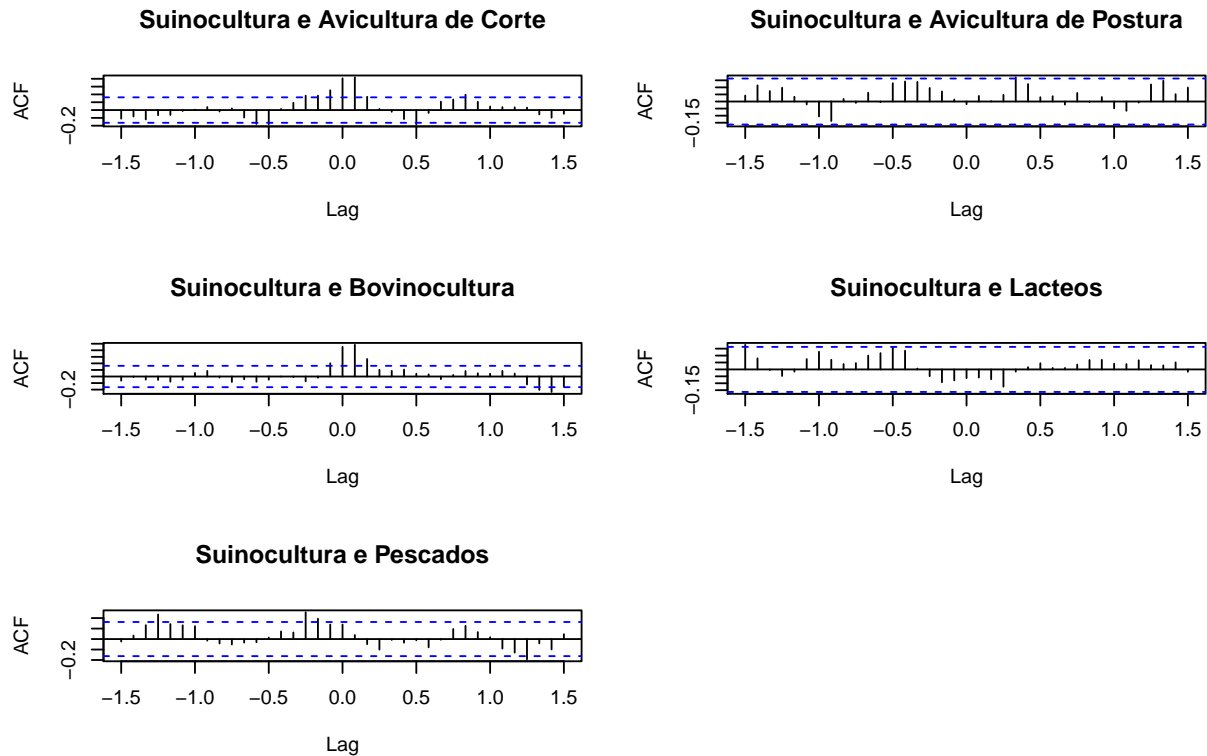 Suinocultura e Avicultura de Corte
ACF
−0.2
−1.5 −1.0 −0.5 0.0 0.5 1.0 1.5
Lag
Suinocultura e Avicultura de Postura
ACF
−0.15
−1.5 −1.0 −0.5 0.0 0.5 1.0 1.5
Lag
Suinocultura e Bovinocultura
ACF
−0.2
−1.5 −1.0 −0.5 0.0 0.5 1.0 1.5
Lag
Suinocultura e Lacteos
ACF
−0.15
−1.5 −1.0 −0.5 0.0 0.5 1.0 1.5
Lag
Suinocultura e Pescados
ACF
−0.2
−1.5 −1.0 −0.5 0.0 0.5 1.0 1.5
Lag